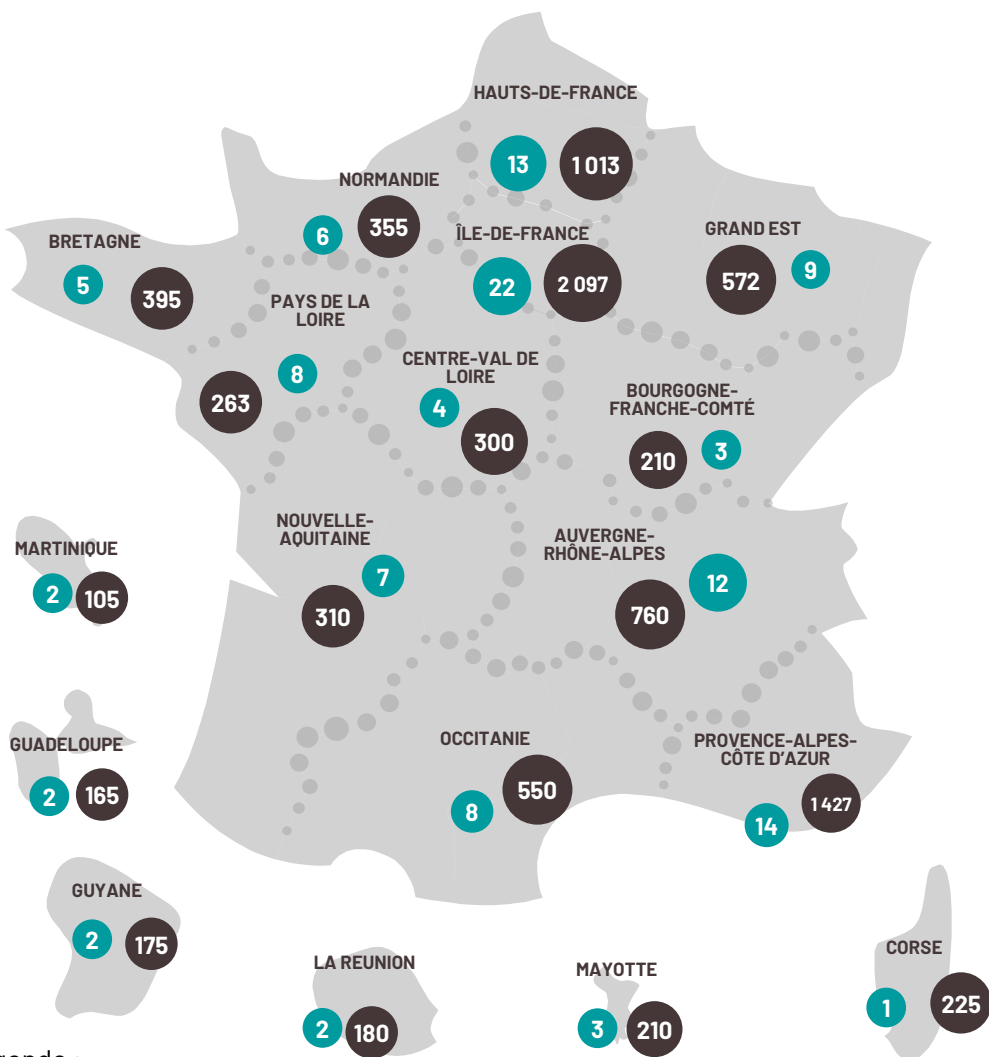 HAUTS-DE-FRANCE
13
1 013
NORMANDIE
6
355
ÎLE-DE-FRANCE
22
2 097
GRAND EST
572
9
BRETAGNE
5
395
PAYS DE LA
LOIRE
8
263
CENTRE-VAL DE
LOIRE
4
300
BOURGOGNE-
FRANCHE-COMTÉ
210
3
NOUVELLE-
AQUITAINE
7
310
AUVERGNE-
RHÔNE-ALPES
12
760
MARTINIQUE
2
105
GUADELOUPE
2
165
OCCITANIE
8
550
PROVENCE-ALPES-
CÔTE D'AZUR
14
1 427
GUYANE
2
175
LA REUNION
2
180
MAYOTTE
3
210
CORSE
1
225